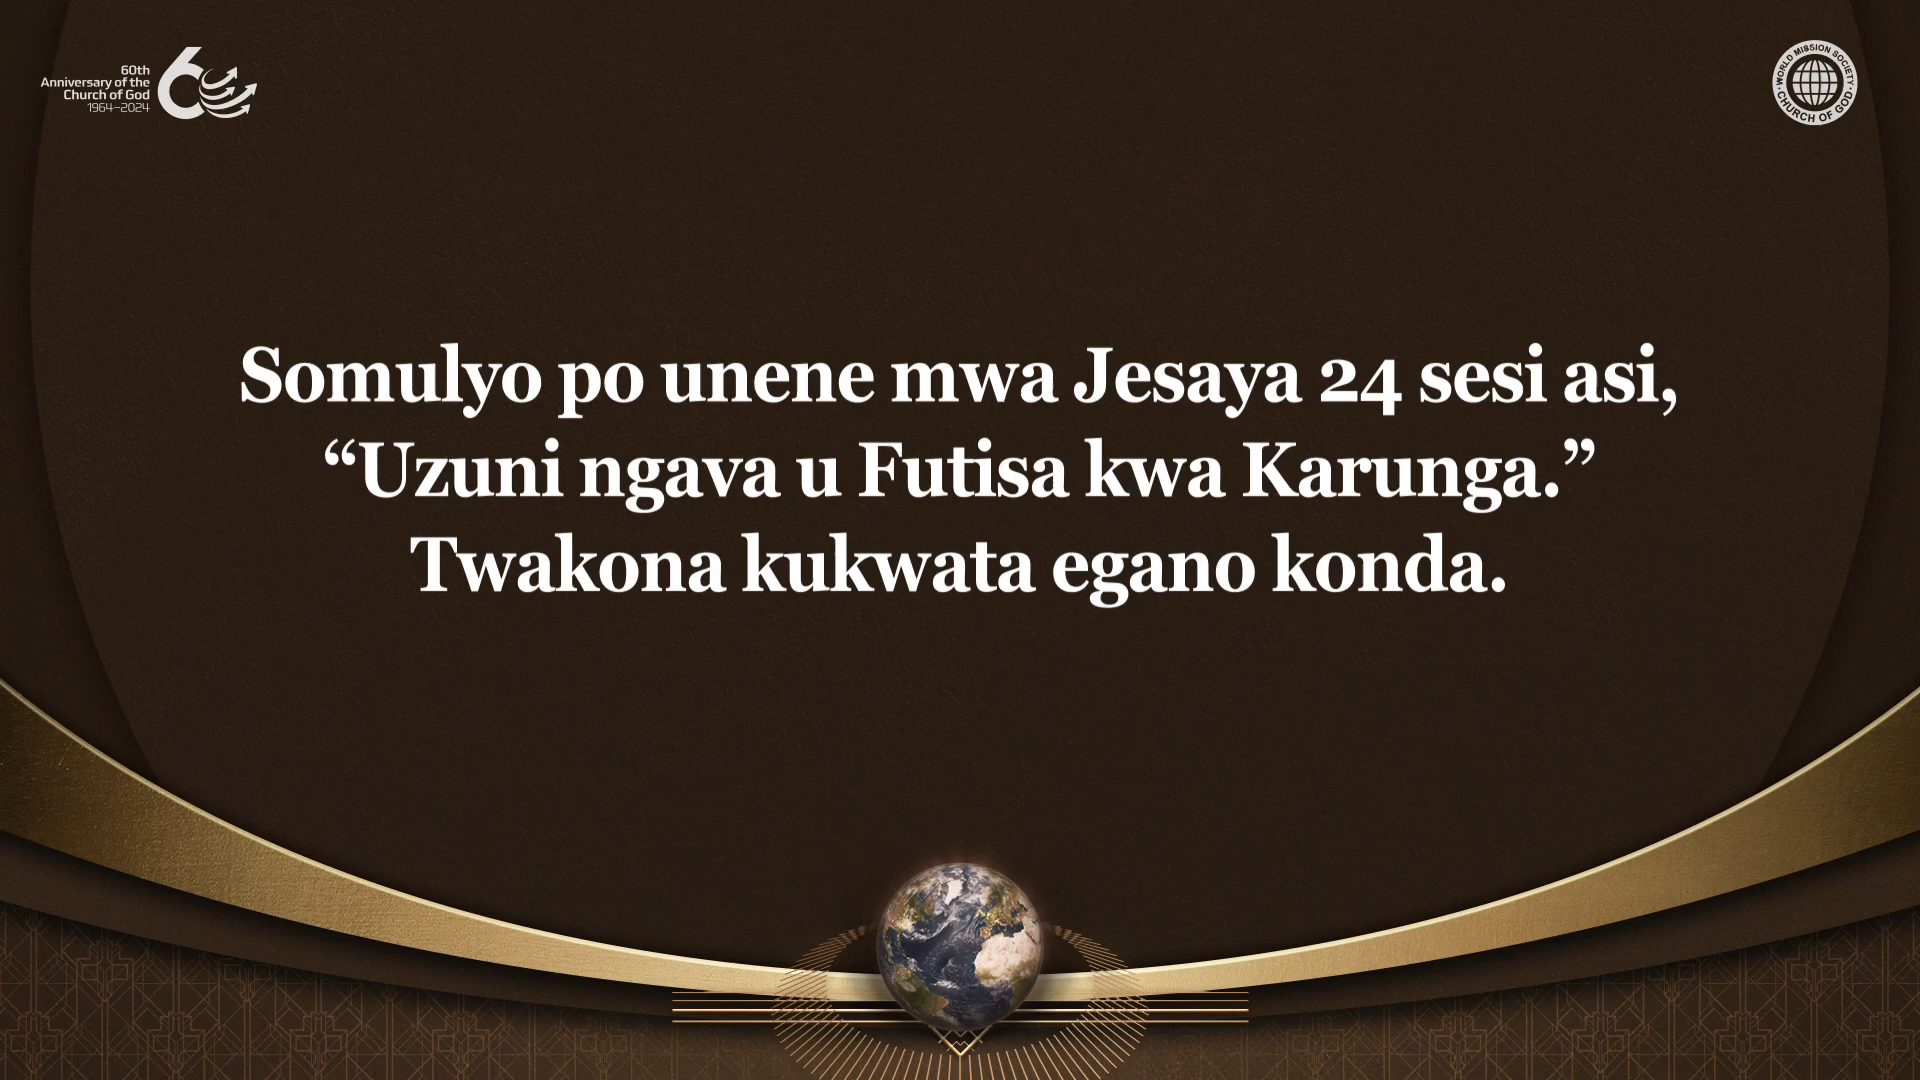 60th
Anniversary of the
Church of God
1964–2024
60
WORLD MISSION SOCIETY
CHURCH OF GOD
Somulyo po unene mwa Jesaya 24 sesi asi,
“Uzuni ngava u Futisa kwa Karunga.”
Twakona kukwata egano konda.